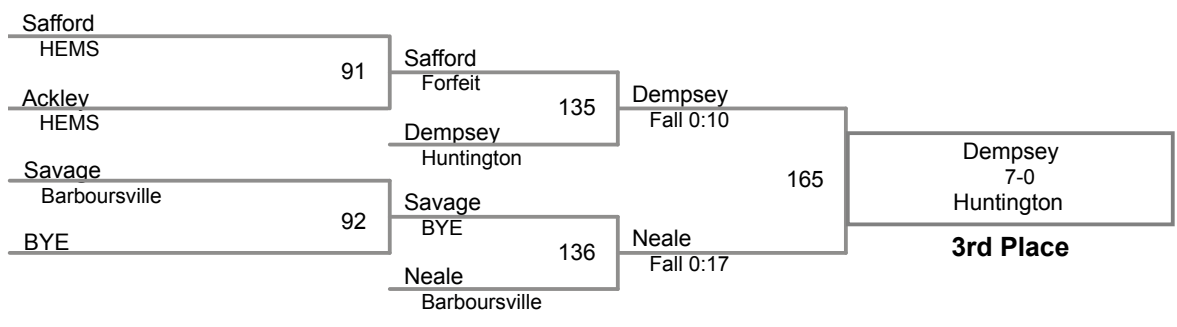 Safford
HEMS
91
Ackley
HEMS
Savage
Barboursville
92
BYE
Safford
Forfeit
135
Dempsey
Huntington
Savage
BYE
136
Neale
Barboursville
Dempsey
Fall 0:10
165
Neale
Fall 0:17
Dempsey
7-0
Huntington
3rd Place